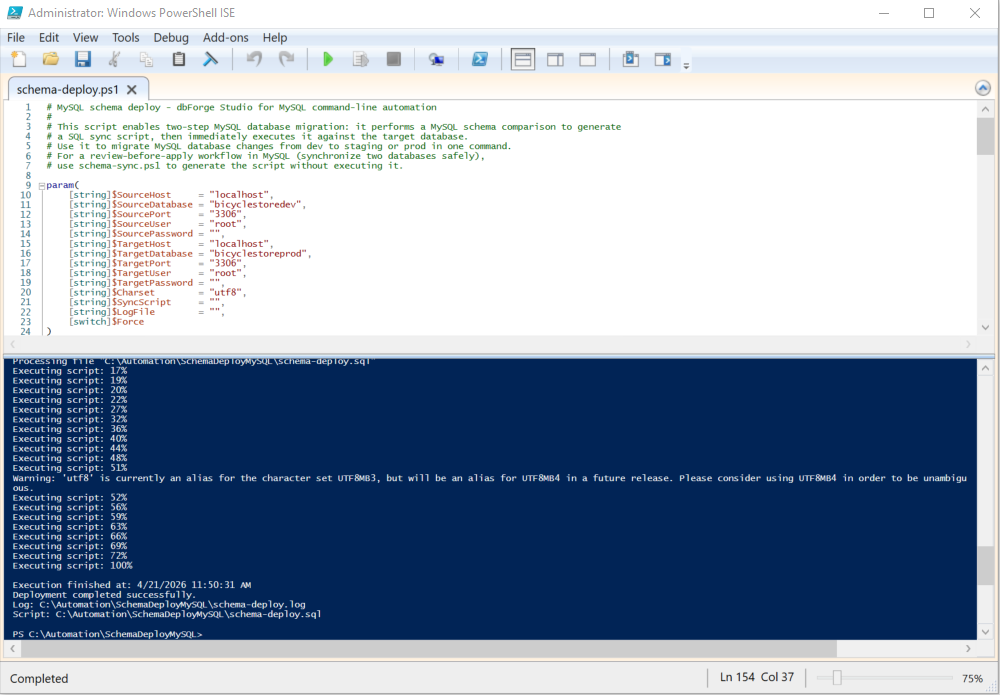 Administrator: Windows PowerShell ISE
File Edit View Tools Debug Add-ons Help
schema-deploy.ps1
1 # MySQL schema deploy - dbForge Studio for MySQL command-line automation
2 #
3 # This script enables two-step MySQL database migration: it performs a MySQL schema comparison to generate
4 # a SQL sync script, then immediately executes it against the target database.
5 # Use it to migrate MySQL database changes from dev to staging or prod in one command.
6 # For a review-before-apply workflow in MySQL (synchronize two databases safely),
7 # use schema-sync.ps1 to generate the script without executing it.
8
9 param(
10 [string]$SourceHost = "localhost",
11 [string]$SourceDatabase = "bicyclestoredev",
12 [string]$SourcePort = "3306",
13 [string]$SourceUser = "root",
14 [string]$SourcePassword = "",
15 [string]$TargetHost = "localhost",
16 [string]$TargetDatabase = "bicyclestoreprod",
17 [string]$TargetPort = "3306",
18 [string]$TargetUser = "root",
19 [string]$TargetPassword = "",
20 [string]$Charset = "utf8",
21 [string]$SyncScript = "",
22 [string]$LogFile = "",
23 [switch]$Force
24 )
Processing file "C:\Automation\SchemaDeployMySQL\schema-deploy.sql"
Executing script: 17%
Executing script: 19%
Executing script: 20%
Executing script: 22%
Executing script: 27%
Executing script: 32%
Executing script: 36%
Executing script: 40%
Executing script: 44%
Executing script: 48%
Executing script: 51%
Warning: 'utf8' is currently an alias for the character set UTF8MB3, but will be an alias for UTF8MB4 in a future release. Please consider using UTF8MB4 in order to be unambigu
ous.
Executing script: 52%
Executing script: 56%
Executing script: 59%
Executing script: 63%
Executing script: 66%
Executing script: 69%
Executing script: 72%
Executing script: 100%
Execution finished at: 4/21/2026 11:50:31 AM
Deployment completed successfully.
Log: C:\Automation\SchemaDeployMySQL\schema-deploy.log
Script: C:\Automation\SchemaDeployMySQL\schema-deploy.sql
PS C:\Automation\SchemaDeployMySQL>
Completed Ln 154 Col 37 75%